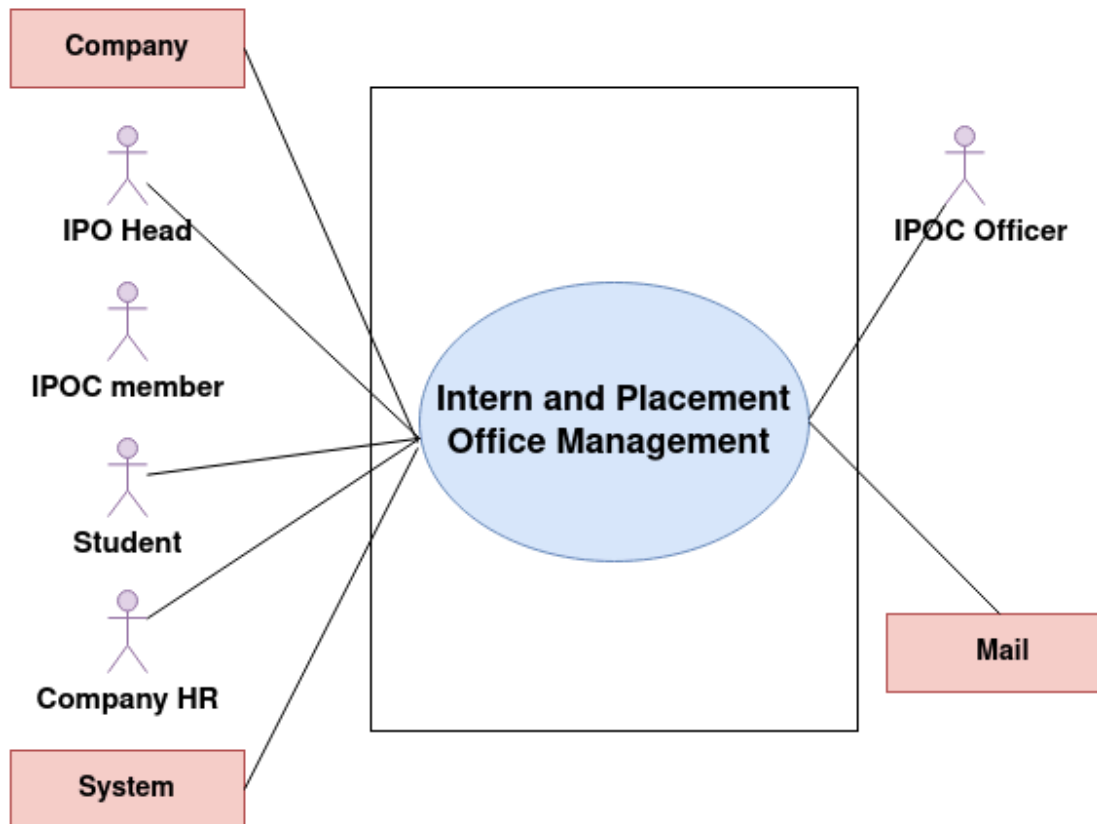 Company
IPO Head
IPOC member
Student
Company HR
System
Intern and Placement
Office Management
IPOC Officer
Mail